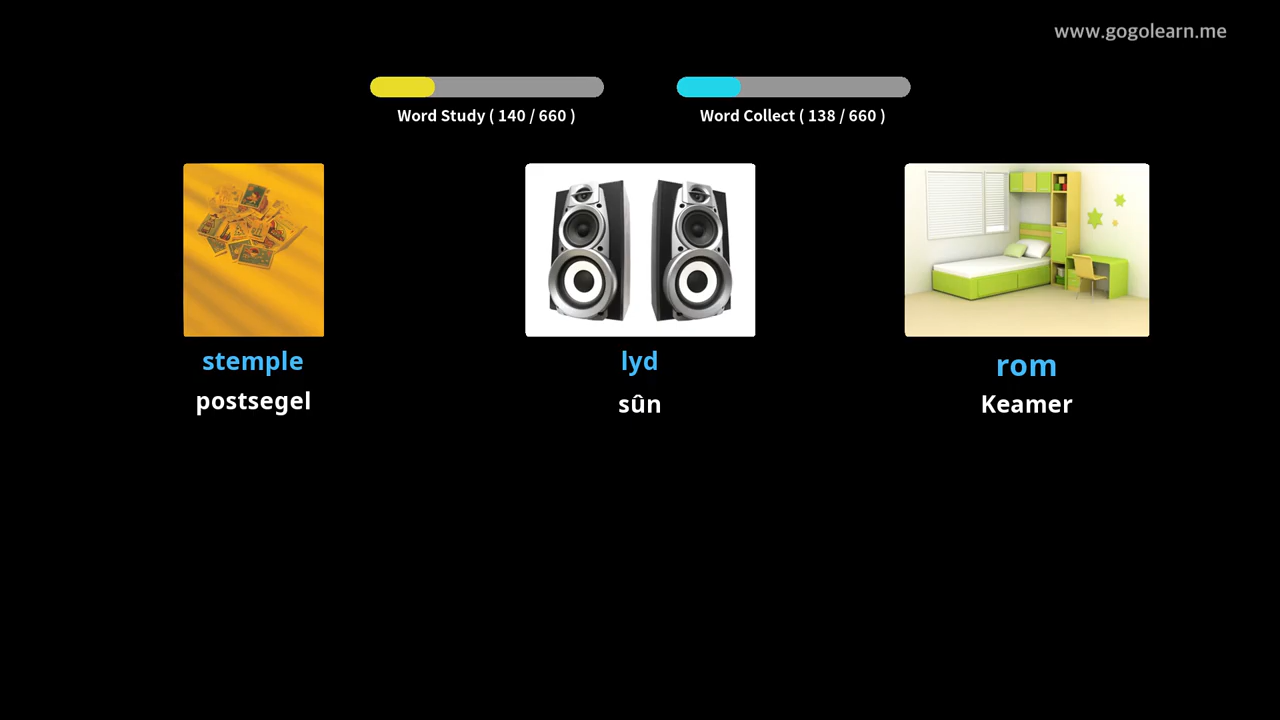 www.gogolearn.me
Word Study ( 140 / 660 )
Word Collect ( 138 / 660 )
stemple
lyd
rom
postsegel
sûn
Keamer